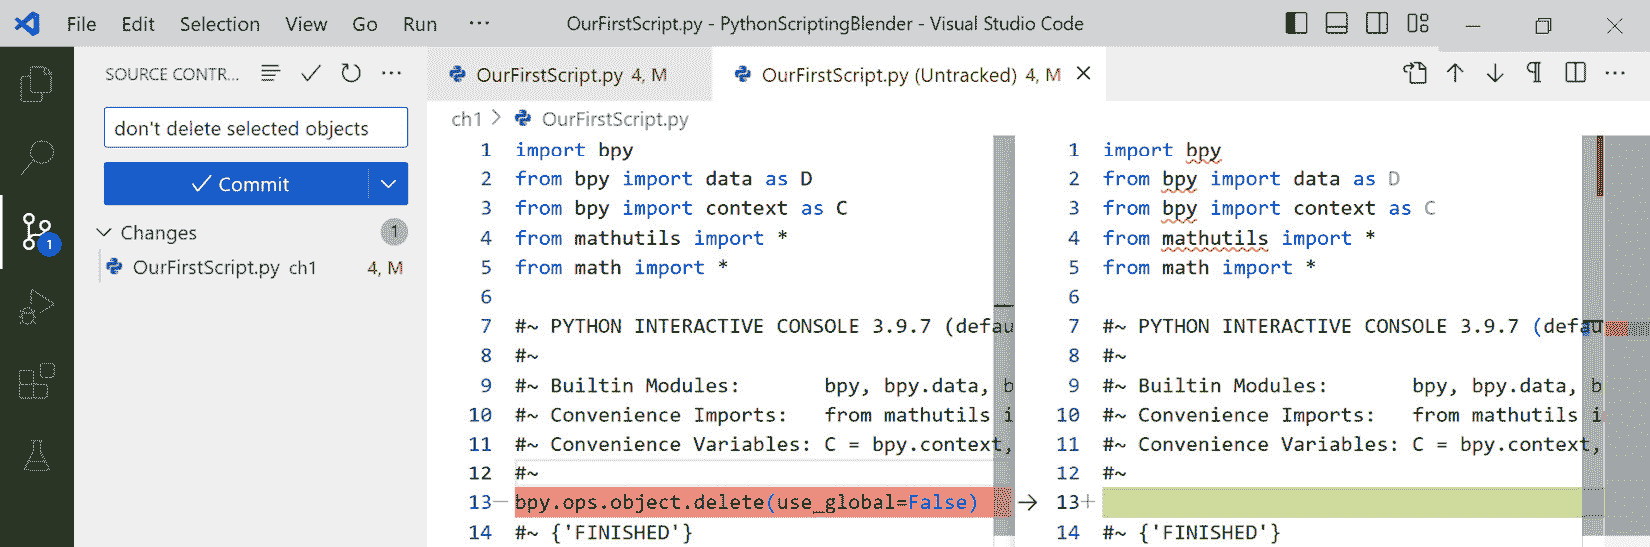 File Edit Selection View Go Run ··· OurFirstScript.py - PythonScriptingBlender - Visual Studio Code
SOURCE CONTR... ···
OurFirstScript.py 4, M
OurFirstScript.py (Untracked) 4, M
···
don't delete selected objects
Commit
1
Changes 1
OurFirstScript.py ch1 4, M
ch1 > OurFirstScript.py
1 import bpy
2 from bpy import data as D
3 from bpy import context as C
4 from mathutils import *
5 from math import *
6
7 #~ PYTHON INTERACTIVE CONSOLE 3.9.7 (defau
8 #~
9 #~ Builtin Modules: bpy, bpy.data, b
10 #~ Convenience Imports: from mathutils i
11 #~ Convenience Variables: C = bpy.context,
12 #~
13— bpy.ops.object.delete(use_global=False)
14 #~ {'FINISHED'}
1 import bpy
2 from bpy import data as D
3 from bpy import context as C
4 from mathutils import *
5 from math import *
6
7 #~ PYTHON INTERACTIVE CONSOLE 3.9.7 (defau
8 #~
9 #~ Builtin Modules: bpy, bpy.data, b
10 #~ Convenience Imports: from mathutils i
11 #~ Convenience Variables: C = bpy.context,
12 #~
→ 13+
14 #~ {'FINISHED'}